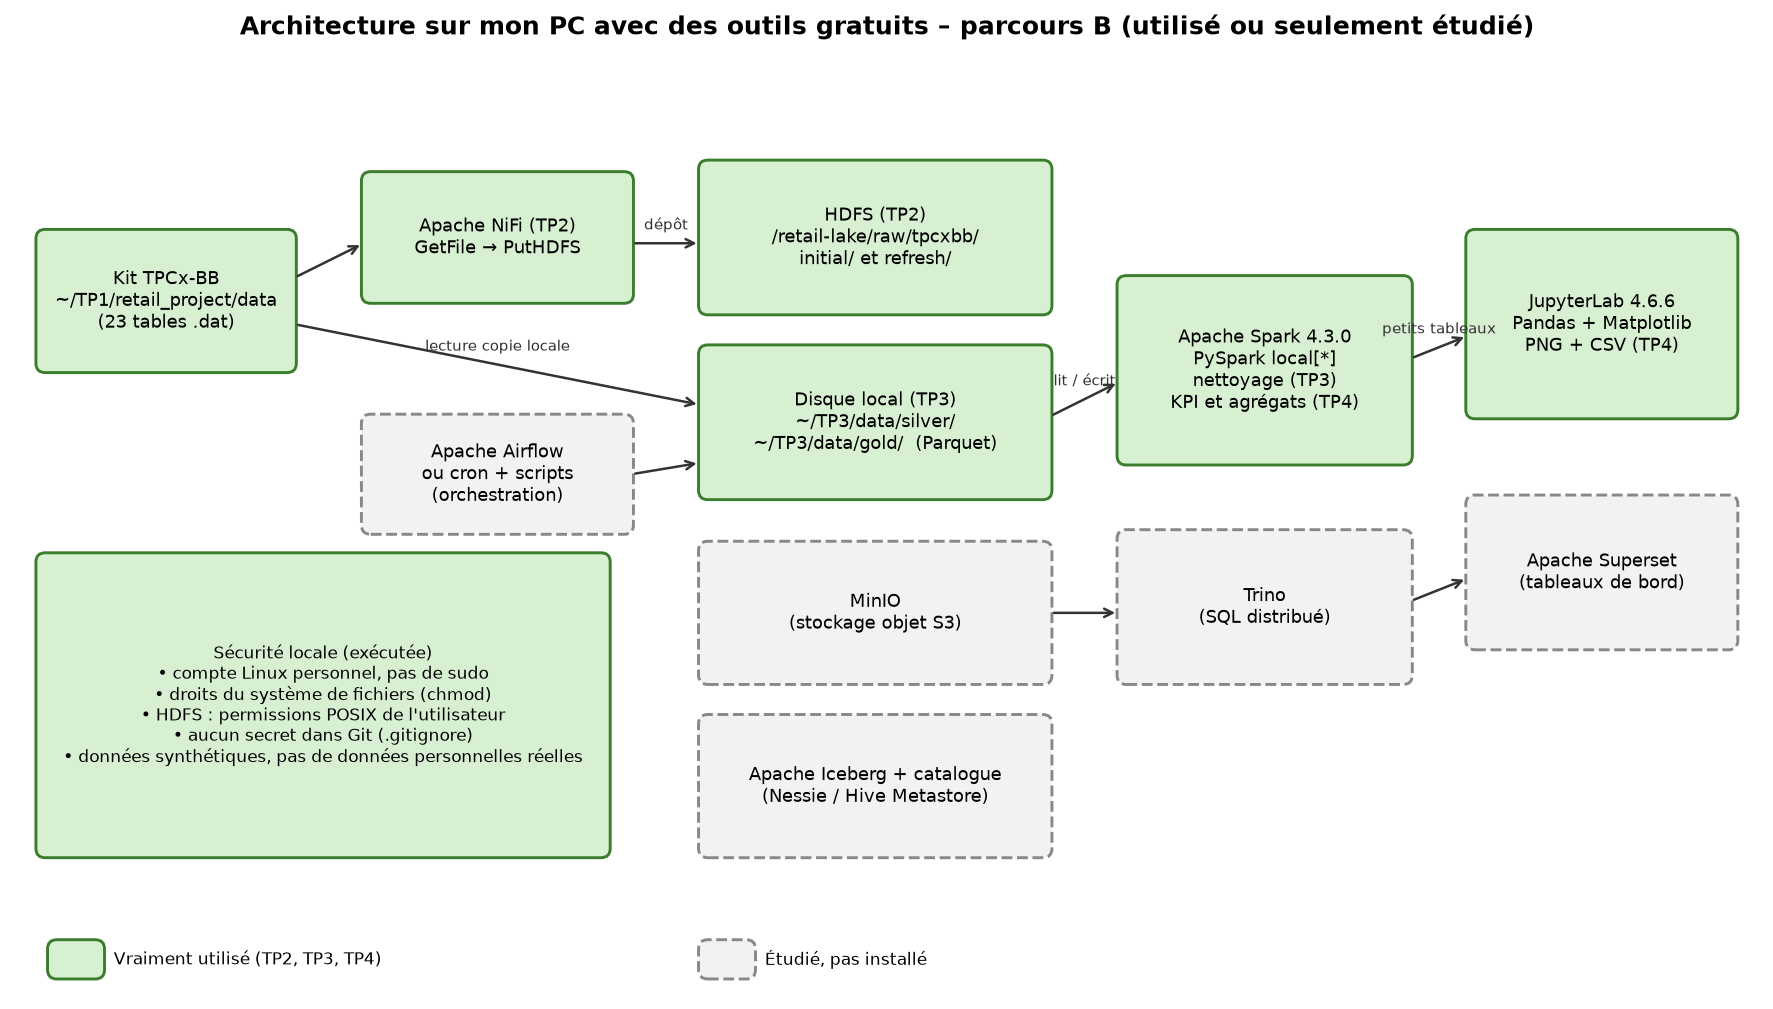 Architecture sur mon PC avec des outils gratuits – parcours B (utilisé ou seulement étudié)
Kit TPCx-BB
~/TP1/retail_project/data
(23 tables .dat)
Apache NiFi (TP2)
GetFile → PutHDFS
dépôt
HDFS (TP2)
/retail-lake/raw/tpcxbb/
initial/ et refresh/
lecture copie locale
Disque local (TP3)
~/TP3/data/silver/
~/TP3/data/gold/  (Parquet)
lit / écrit
Apache Spark 4.3.0
PySpark local[*]
nettoyage (TP3)
KPI et agrégats (TP4)
petits tableaux
JupyterLab 4.6.6
Pandas + Matplotlib
PNG + CSV (TP4)
Apache Airflow
ou cron + scripts
(orchestration)
MinIO
(stockage objet S3)
Trino
(SQL distribué)
Apache Superset
(tableaux de bord)
Sécurité locale (exécutée)
• compte Linux personnel, pas de sudo
• droits du système de fichiers (chmod)
• HDFS : permissions POSIX de l'utilisateur
• aucun secret dans Git (.gitignore)
• données synthétiques, pas de données personnelles réelles
Apache Iceberg + catalogue
(Nessie / Hive Metastore)
Vraiment utilisé (TP2, TP3, TP4)
Étudié, pas installé